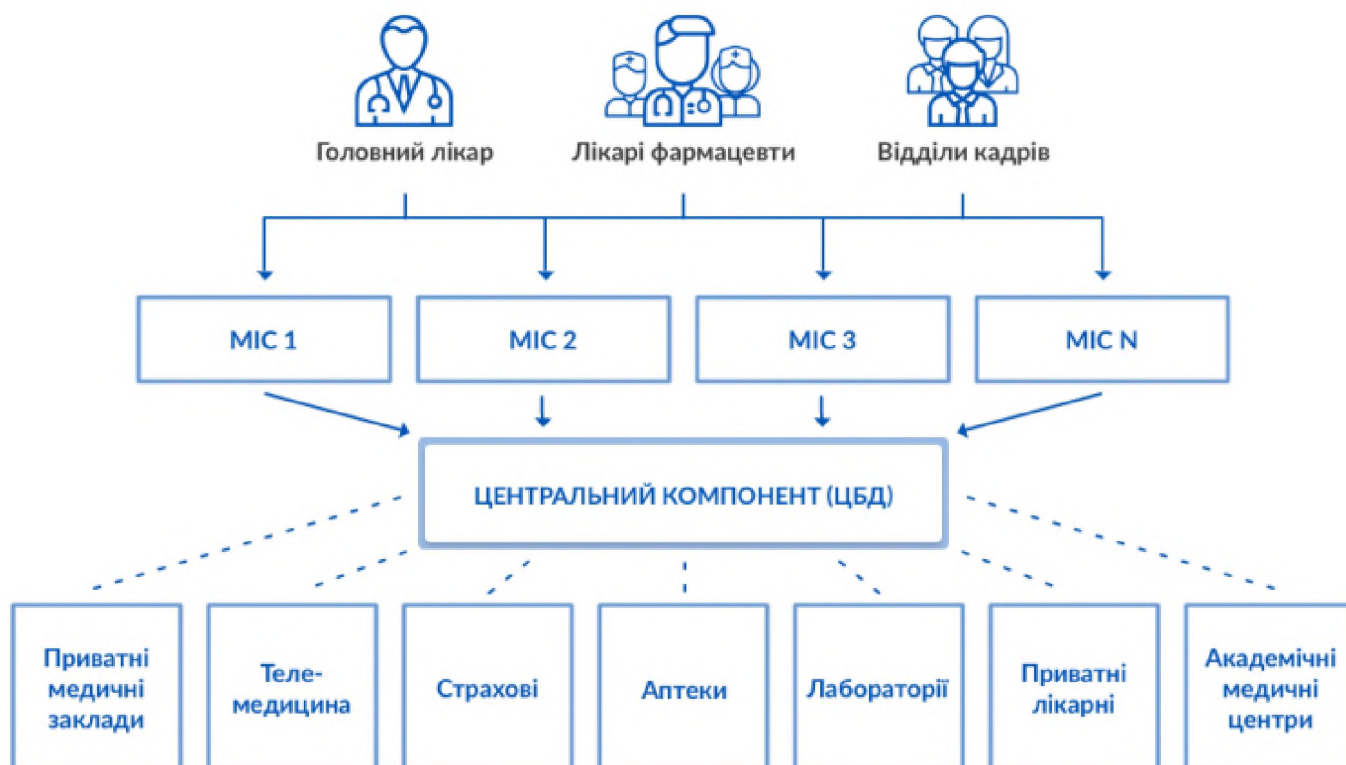 Головний лікар
Лікарі фармацевти
Відділи кадрів
МІС 1
МІС 2
МІС 3
МІС N
ЦЕНТРАЛЬНИЙ КОМПОНЕНТ (ЦБД)
Приватні
медичні
заклади
Теле-
медицина
Страхові
Аптеки
Лабораторії
Приватні
лікарні
Академічні
медичні
центри